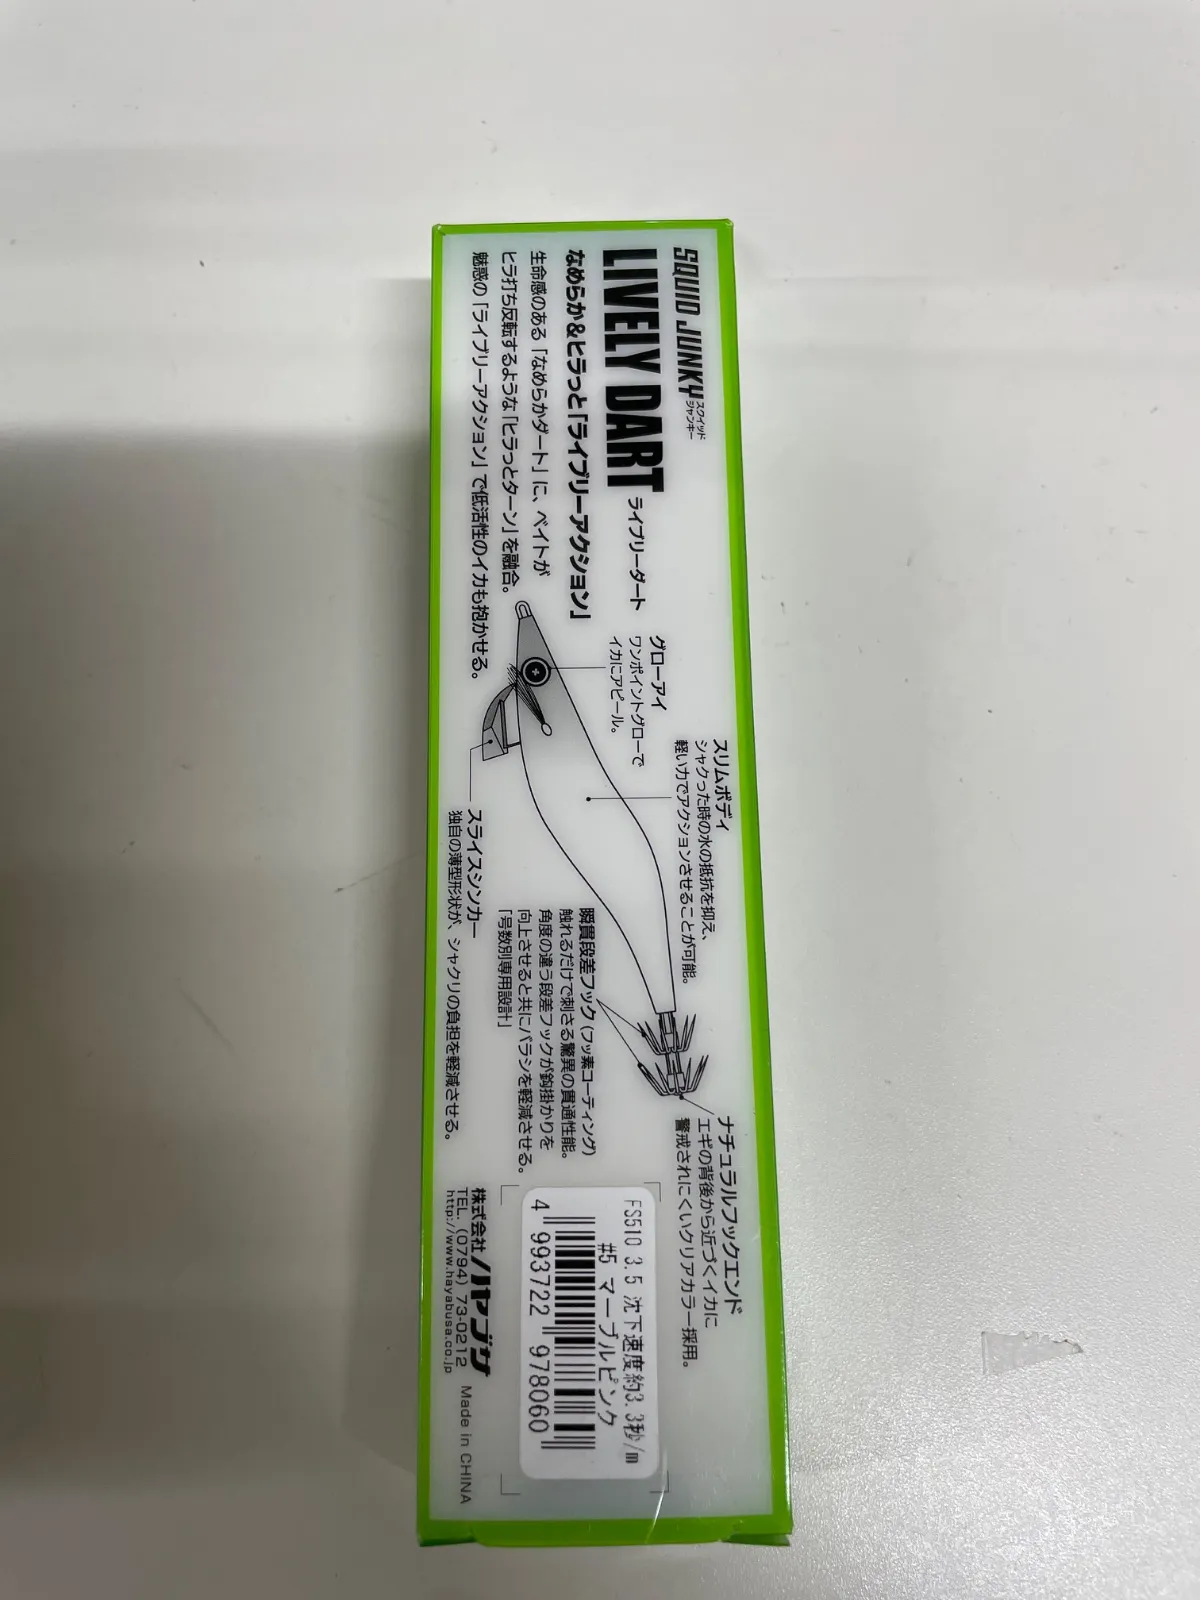 SQUID JUNKY スクイッド
ジャンキー
LIVELY DART ライブリーダート
なめらか&ヒラっと「ライブリーアクション」
生命感のある「なめらかダート」に、ベイトが
ヒラ打ち反転するような「ヒラっとターン」を融合。
魅惑の「ライブリーアクション」で低活性のイカも抱かせる。
グローアイ
ワンポイントグローで
イカにアピール。
スリムボディ
シャクった時の水の抵抗を抑え、
軽い力でアクションさせることが可能。
スライスシンカー
独自の薄型形状が、シャクリの負担を軽減させる。
瞬貫段差フック(フッ素コーティング)
触れるだけで刺さる驚異の貫通性能。
角度の違う段差フックが鈎掛かりを
向上させると共にバラシを軽減させる。
「号数別専用設計」
ナチュラルフックエンド
エギの背後から近づくイカに
警戒されにくいクリアカラー採用。
FS510 3.5 沈下速度約3.3秒/m
#5 マーブルピンク
4 993722 978060
株式会社ハヤブサ
TEL.(0794)73-0212
http://www.hayabusa.co.jp
Made in CHINA